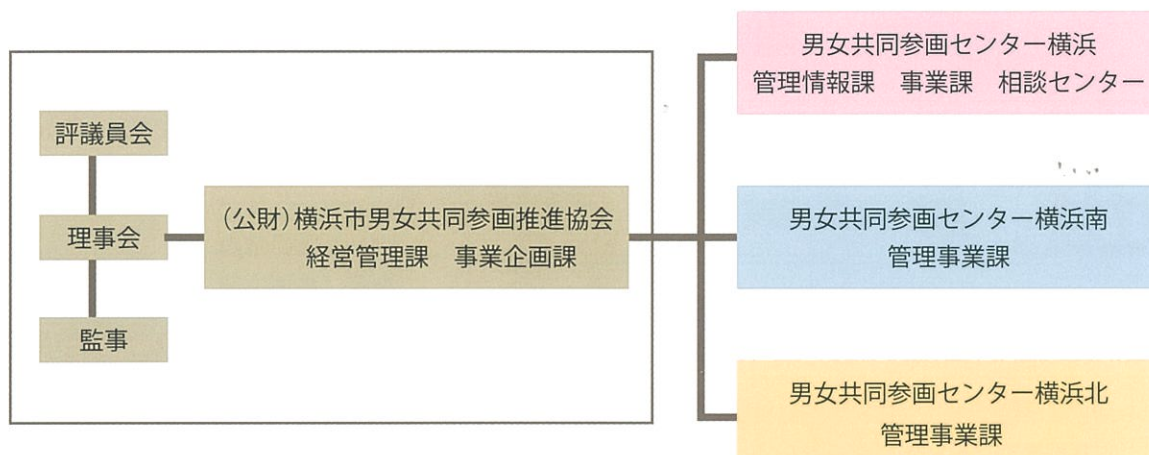 評議員会
理事会
監事
（公財）横浜市男女共同参画推進協会
経営管理課　事業企画課
男女共同参画センター横浜
管理情報課　事業課　相談センター
男女共同参画センター横浜南
管理事業課
男女共同参画センター横浜北
管理事業課